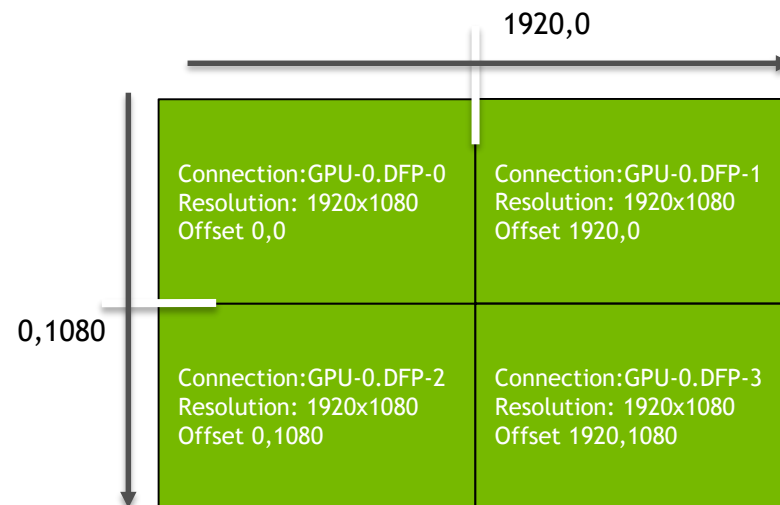 1920,0
Connection:GPU-0.DFP-0
Resolution: 1920x1080
Offset 0,0
Connection:GPU-0.DFP-1
Resolution: 1920x1080
Offset 1920,0
0,1080
Connection:GPU-0.DFP-2
Resolution: 1920x1080
Offset 0,1080
Connection:GPU-0.DFP-3
Resolution: 1920x1080
Offset 1920,1080